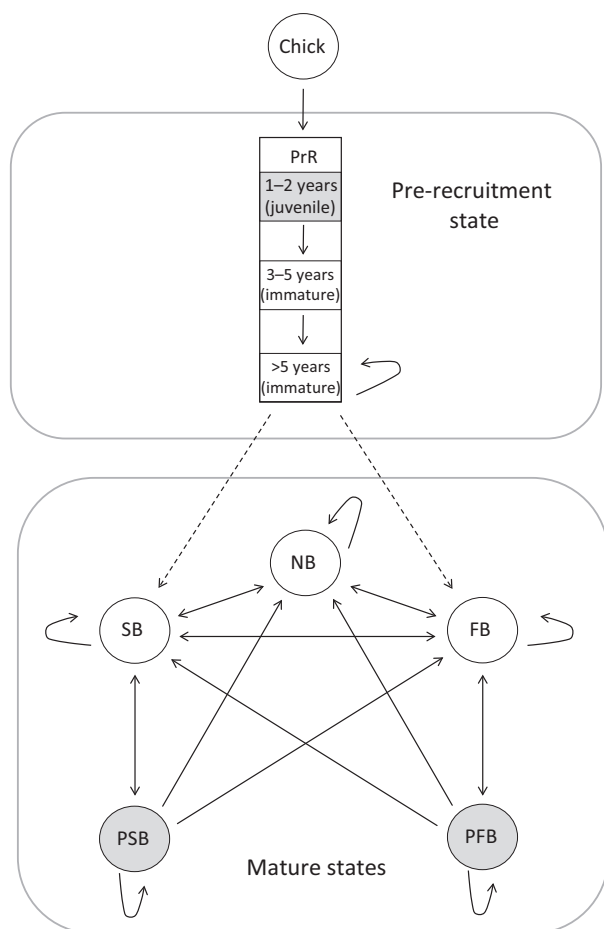 Chick
PrR
1–2 years
(juvenile)
Pre-recruitment
state
3–5 years
(immature)
>5 years
(immature)
NB
SB
FB
PSB
PFB
Mature states